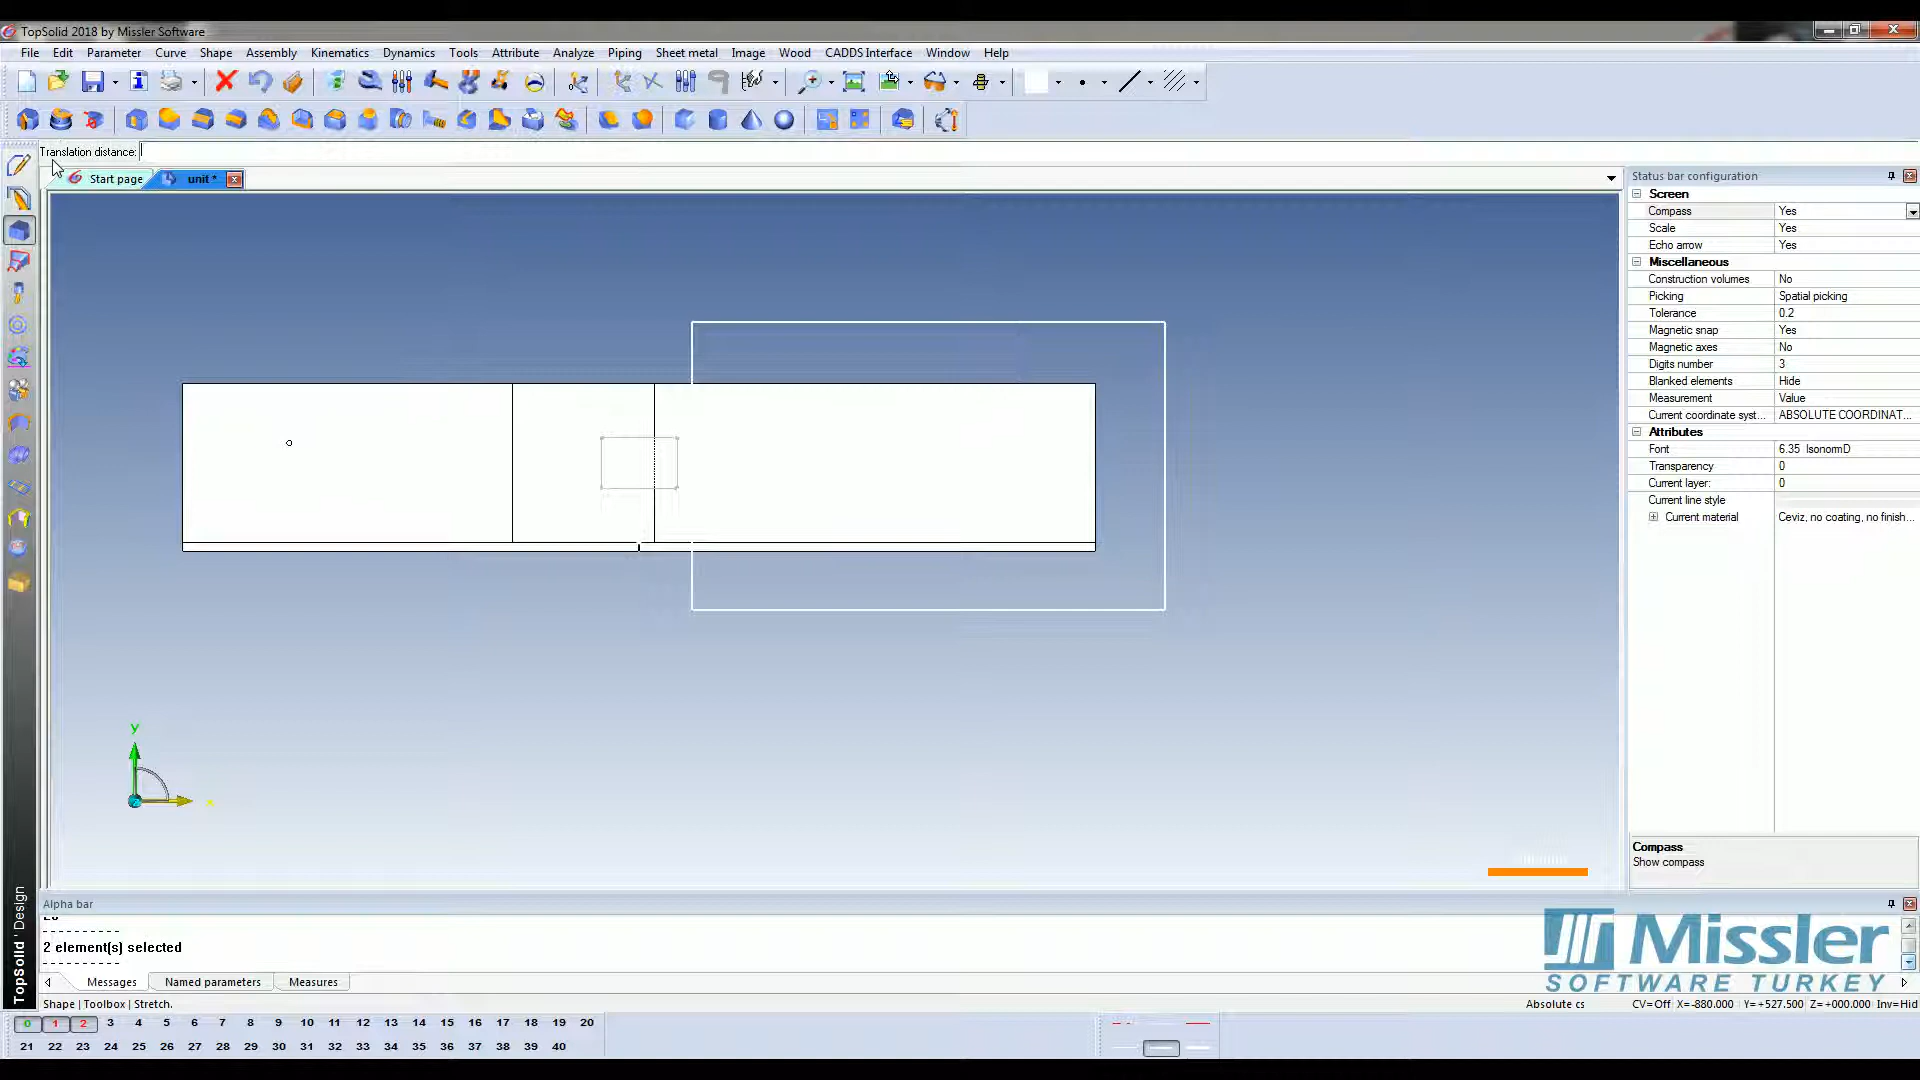 TopSolid 2018 by Missler Software
File Edit Parameter Curve Shape Assembly Kinematics Dynamics Tools Attribute Analyze Piping Sheet metal Image Wood CADDS Interface Window Help
Translation distance:
Start page unit *
Status bar configuration
Screen
Compass Yes
Scale Yes
Echo arrow Yes
Miscellaneous
Construction volumes No
Picking Spatial picking
Tolerance 0.2
Magnetic snap Yes
Magnetic axes No
Digits number 3
Blanked elements Hide
Measurement Value
Current coordinate syst... ABSOLUTE COORDINAT...
Attributes
Font 6.35 IsonormD
Transparency 0
Current layer: 0
Current line style
Current material Ceviz, no coating, no finish...
y
x
Compass
Show compass
TopSolid'Design
Alpha bar
2 element(s) selected
Messages Named parameters Measures
Missler
SOFTWARE TURKEY
Shape | Toolbox | Stretch.
Absolute cs CV=Off X=-880.000 Y=+527.500 Z=+000.000 Inv=Hid
0 1 2 3 4 5 6 7 8 9 10 11 12 13 14 15 16 17 18 19 20
21 22 23 24 25 26 27 28 29 30 31 32 33 34 35 36 37 38 39 40